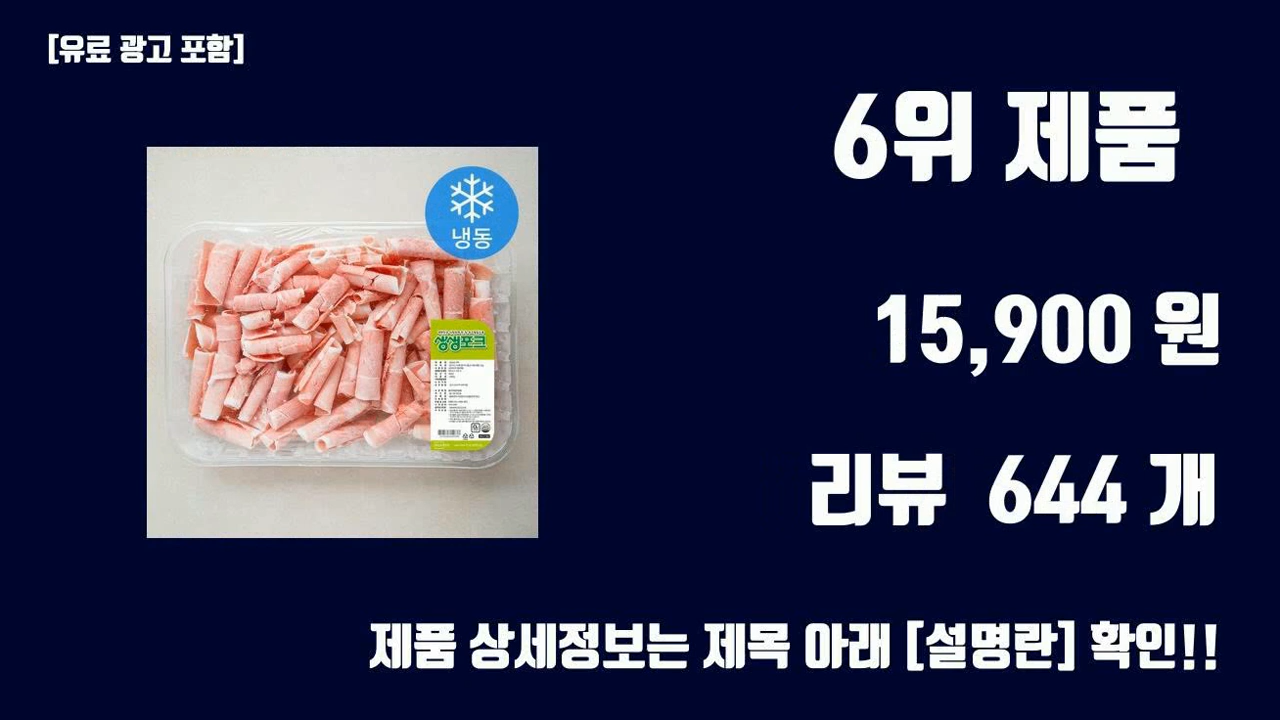 [유료 광고 포함]
6위 제품
냉동
생생포크
15,900 원
리뷰 644 개
제품 상세정보는 제목 아래 [설명란] 확인!!